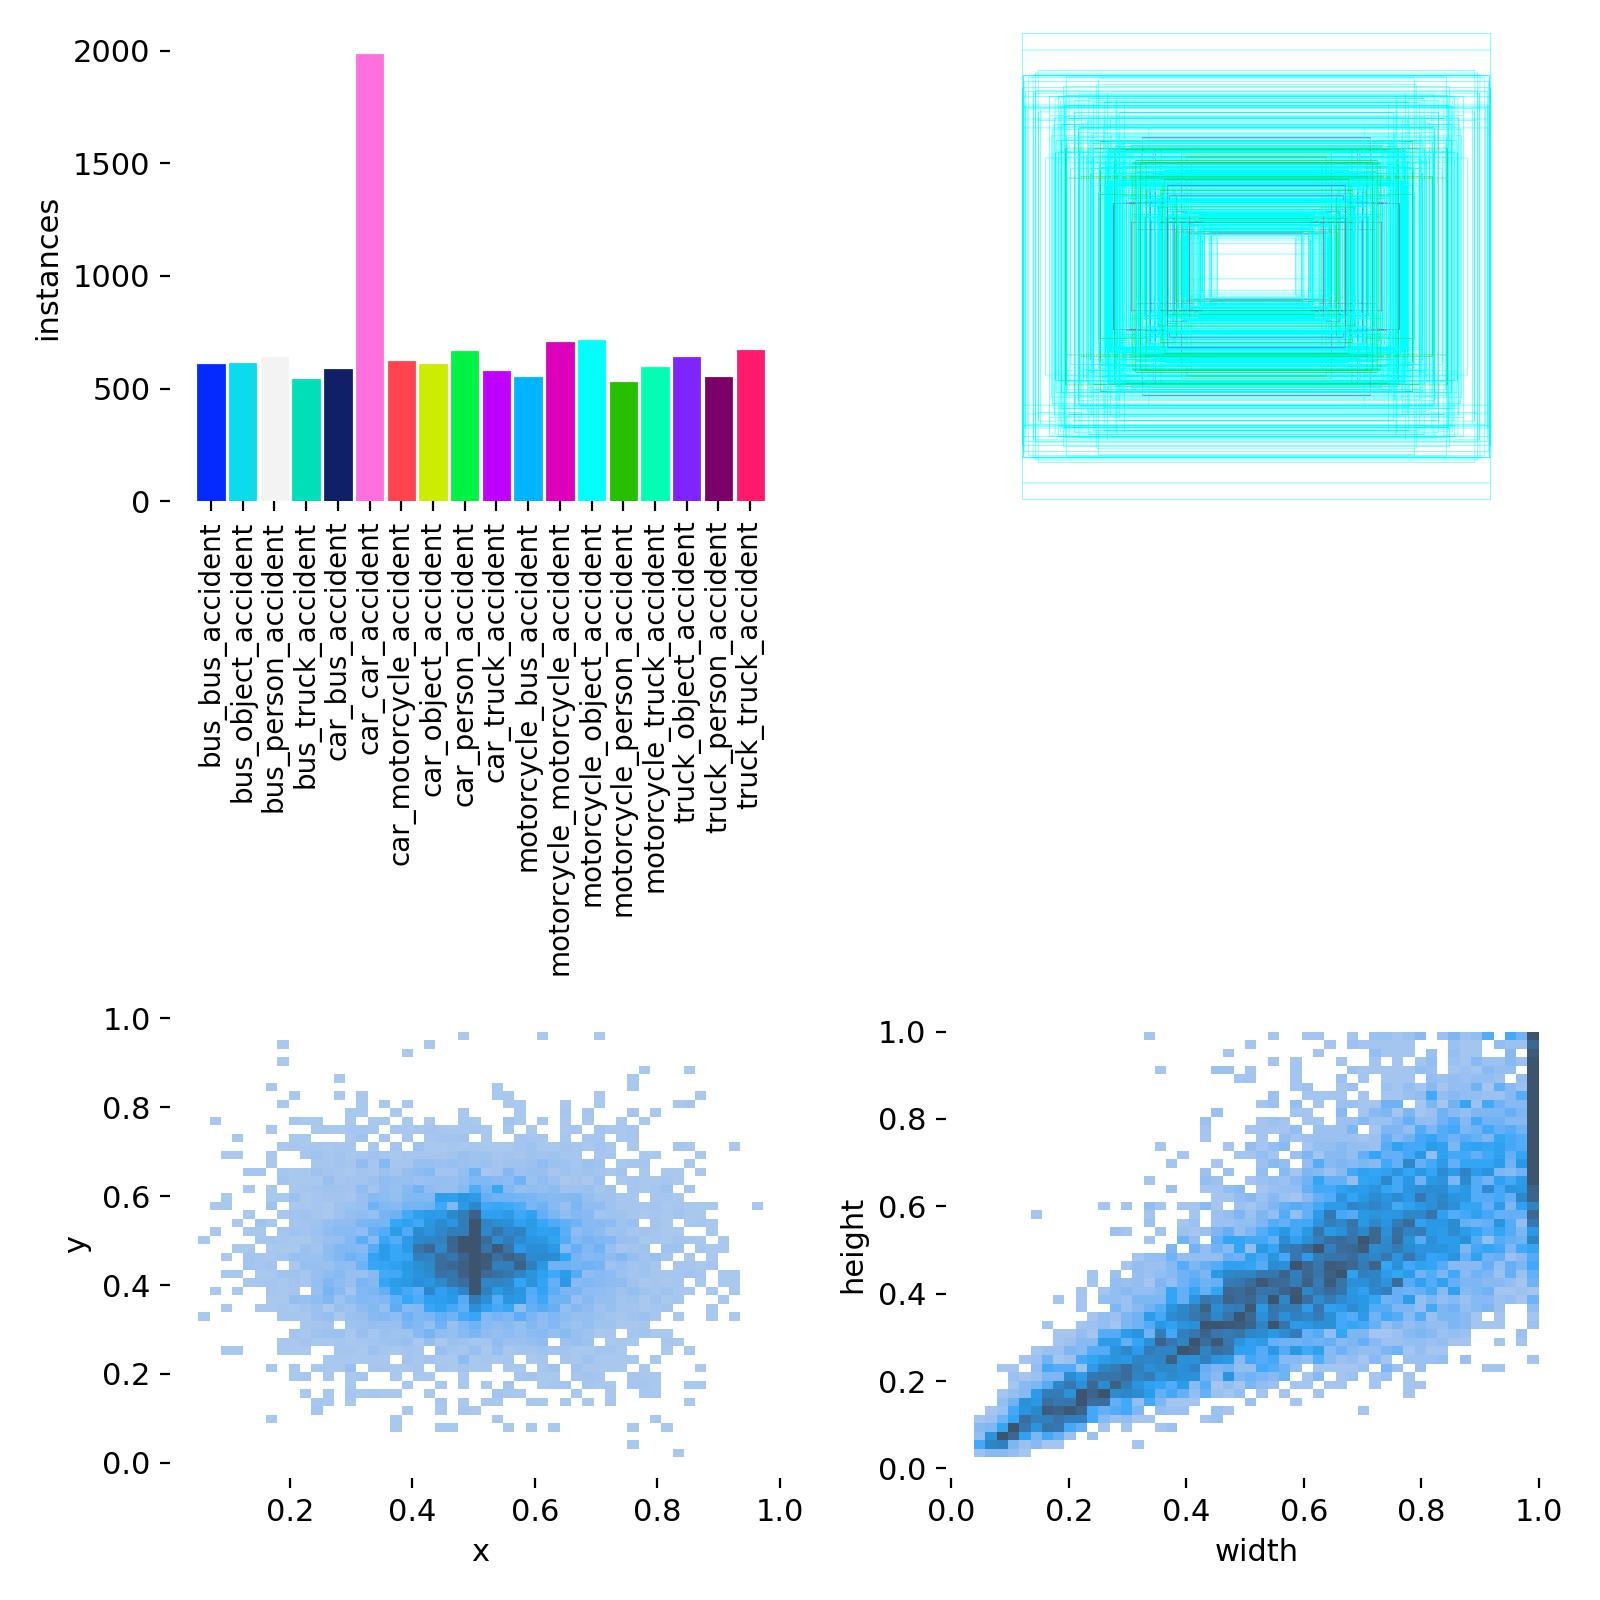 2000
1500
1000
500
0
instances
bus_bus_accident
bus_object_accident
bus_person_accident
bus_truck_accident
car_bus_accident
car_car_accident
car_motorcycle_accident
car_object_accident
car_person_accident
car_truck_accident
motorcycle_bus_accident
motorcycle_motorcycle_accident
motorcycle_object_accident
motorcycle_person_accident
motorcycle_truck_accident
truck_object_accident
truck_person_accident
truck_truck_accident
1.0
0.8
0.6
0.4
0.2
0.0
y
0.2 0.4 0.6 0.8 1.0
x
1.0
0.8
0.6
0.4
0.2
0.0
height
0.0 0.2 0.4 0.6 0.8 1.0
width